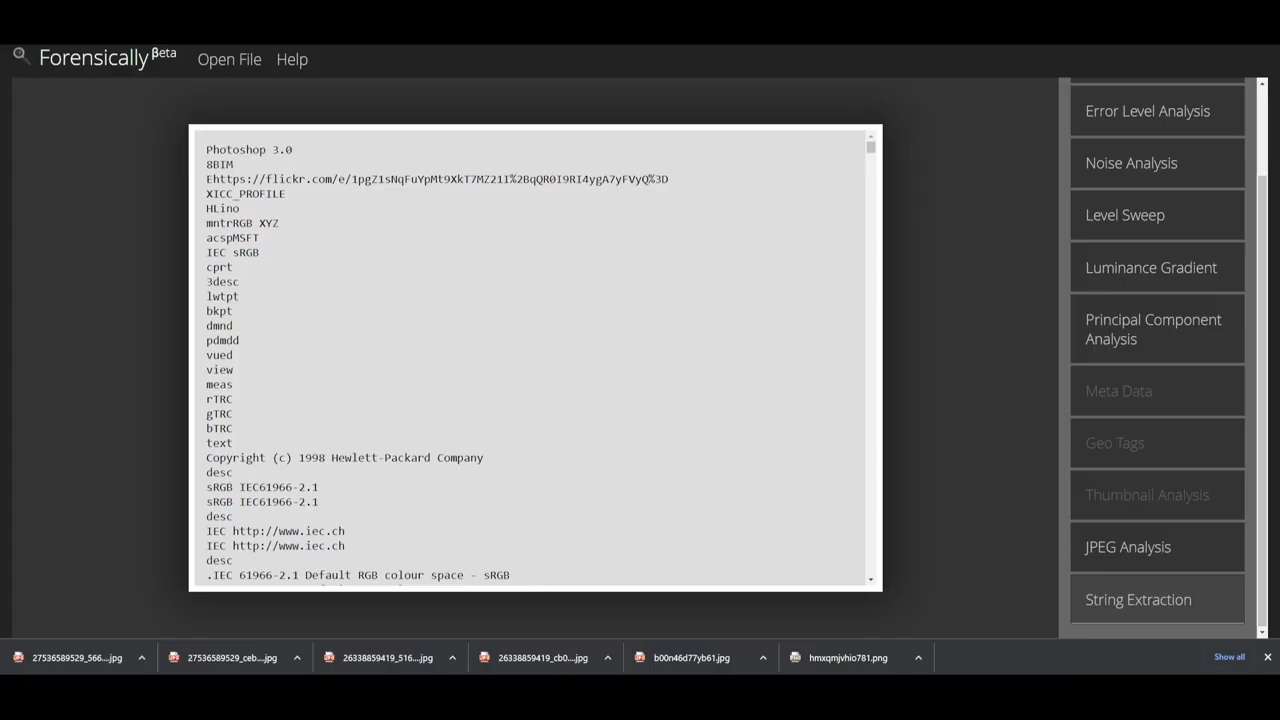 Forensically βeta
Open File
Help
Photoshop 3.0
8BIM
Ehttps://flickr.com/e/1pgZ1sNqFuYpMt9XkT7MZ21I%2BqQR0I9RI4ygA7yFVyQ%3D
XICC_PROFILE
HLino
mntrRGB XYZ
acspMSFT
IEC sRGB
cprt
3desc
lwtpt
bkpt
dmnd
pdmdd
vued
view
meas
rTRC
gTRC
bTRC
text
Copyright (c) 1998 Hewlett-Packard Company
desc
sRGB IEC61966-2.1
sRGB IEC61966-2.1
desc
IEC http://www.iec.ch
IEC http://www.iec.ch
desc
.IEC 61966-2.1 Default RGB colour space - sRGB
Error Level Analysis
Noise Analysis
Level Sweep
Luminance Gradient
Principal Component
Analysis
Meta Data
Geo Tags
Thumbnail Analysis
JPEG Analysis
String Extraction
27536589529_566....jpg
27536589529_ceb....jpg
26338859419_516....jpg
26338859419_cb0....jpg
b00n46d77yb61.jpg
hmxqmjvhio781.png
Show all